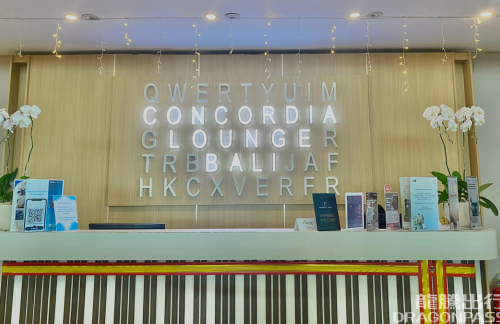 QWERTYUIM
CONCORDIA
GLOUNGER
TRBBALIJAF
HKCXVERFR
龍騰出行
DRAGONPASS